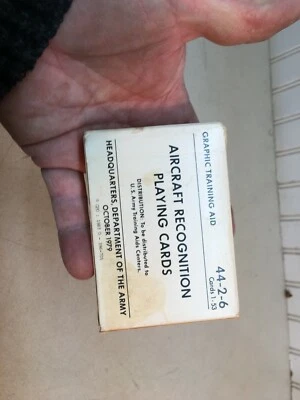 GRAPHIC TRAINING AID
44-2-6
Cards 1-53
AIRCRAFT RECOGNITION
PLAYING CARDS
DISTRIBUTION: To be distributed to
U.S. Army Training Aids Centers.
HEADQUARTERS, DEPARTMENT OF THE ARMY
OCTOBER 1979